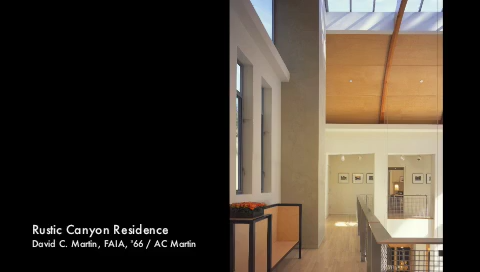 Rustic Canyon Residence
David C. Martin, FAIA, '66 / AC Martin